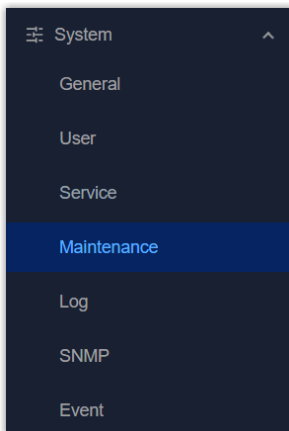 System
General
User
Service
Maintenance
Log
SNMP
Event